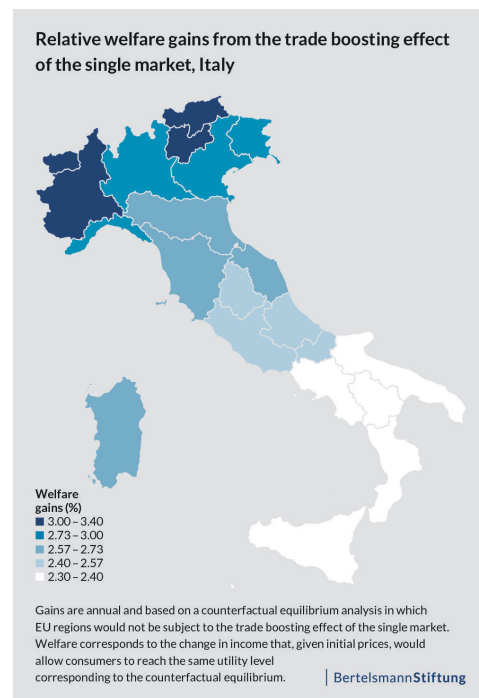 Relative welfare gains from the trade boosting effect
of the single market, Italy
Welfare
gains (%)
3.00 – 3.40
2.73 – 3.00
2.57 – 2.73
2.40 – 2.57
2.30 – 2.40
Gains are annual and based on a counterfactual equilibrium analysis in which
EU regions would not be subject to the trade boosting effect of the single market.
Welfare corresponds to the change in income that, given initial prices, would
allow consumers to reach the same utility level
corresponding to the counterfactual equilibrium.
BertelsmannStiftung